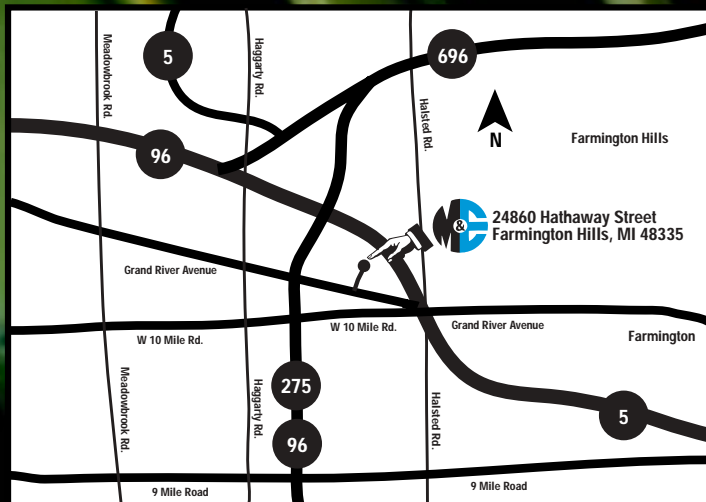 5
696
Meadowbrook Rd.
Haggarty Rd.
Halsted Rd.
N
Farmington Hills
96
&
24860 Hathaway Street
Farmington Hills, MI 48335
Grand River Avenue
W 10 Mile Rd.
W 10 Mile Rd.
Grand River Avenue
Farmington
Meadowbrook Rd.
Haggarty Rd.
Halsted Rd.
275
96
5
9 Mile Road
9 Mile Road